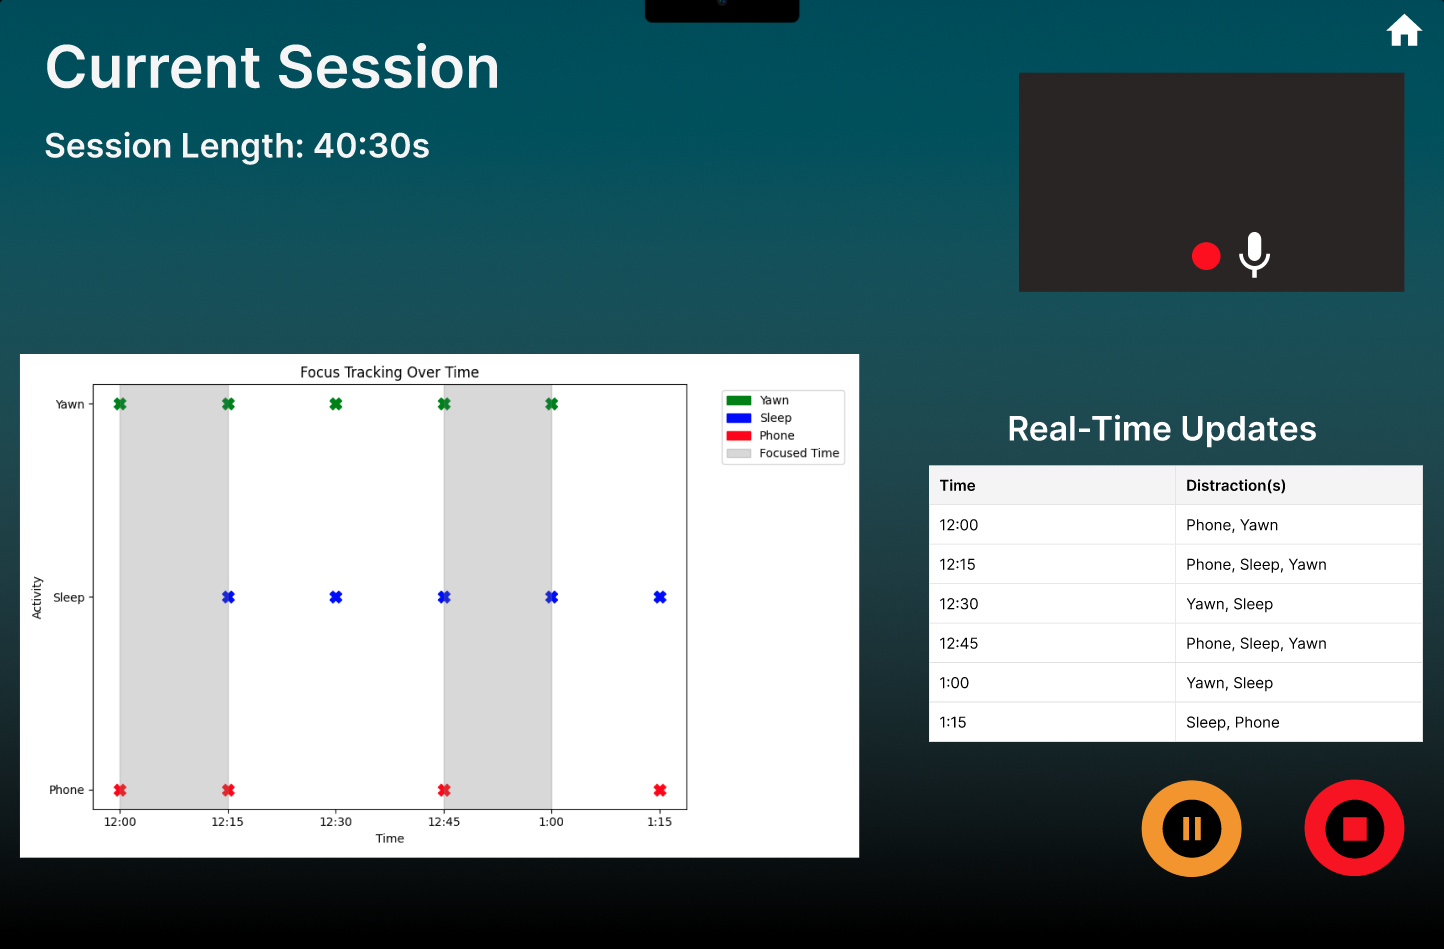 Current Session
Session Length: 40:30s
Focus Tracking Over Time
Yawn
Sleep
Phone
Activity
12:00 12:15 12:30 12:45 1:00 1:15
Time
Yawn
Sleep
Phone
Focused Time
Real-Time Updates
Time Distraction(s)
12:00 Phone, Yawn
12:15 Phone, Sleep, Yawn
12:30 Yawn, Sleep
12:45 Phone, Sleep, Yawn
1:00 Yawn, Sleep
1:15 Sleep, Phone